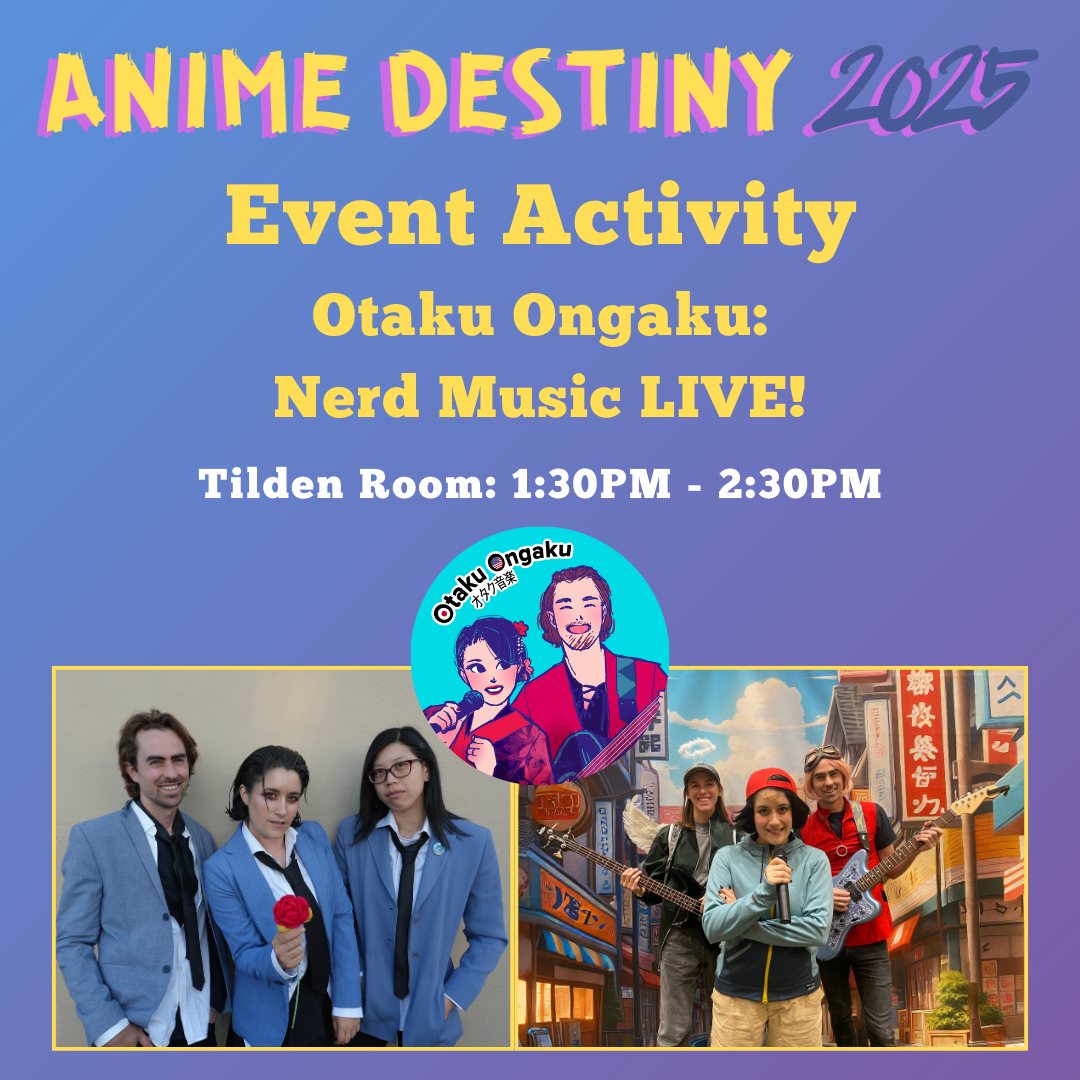 ANIME DESTINY 2025
Event Activity
Otaku Ongaku:
Nerd Music LIVE!
Tilden Room: 1:30PM - 2:30PM
Otaku Ongaku
オタク音楽